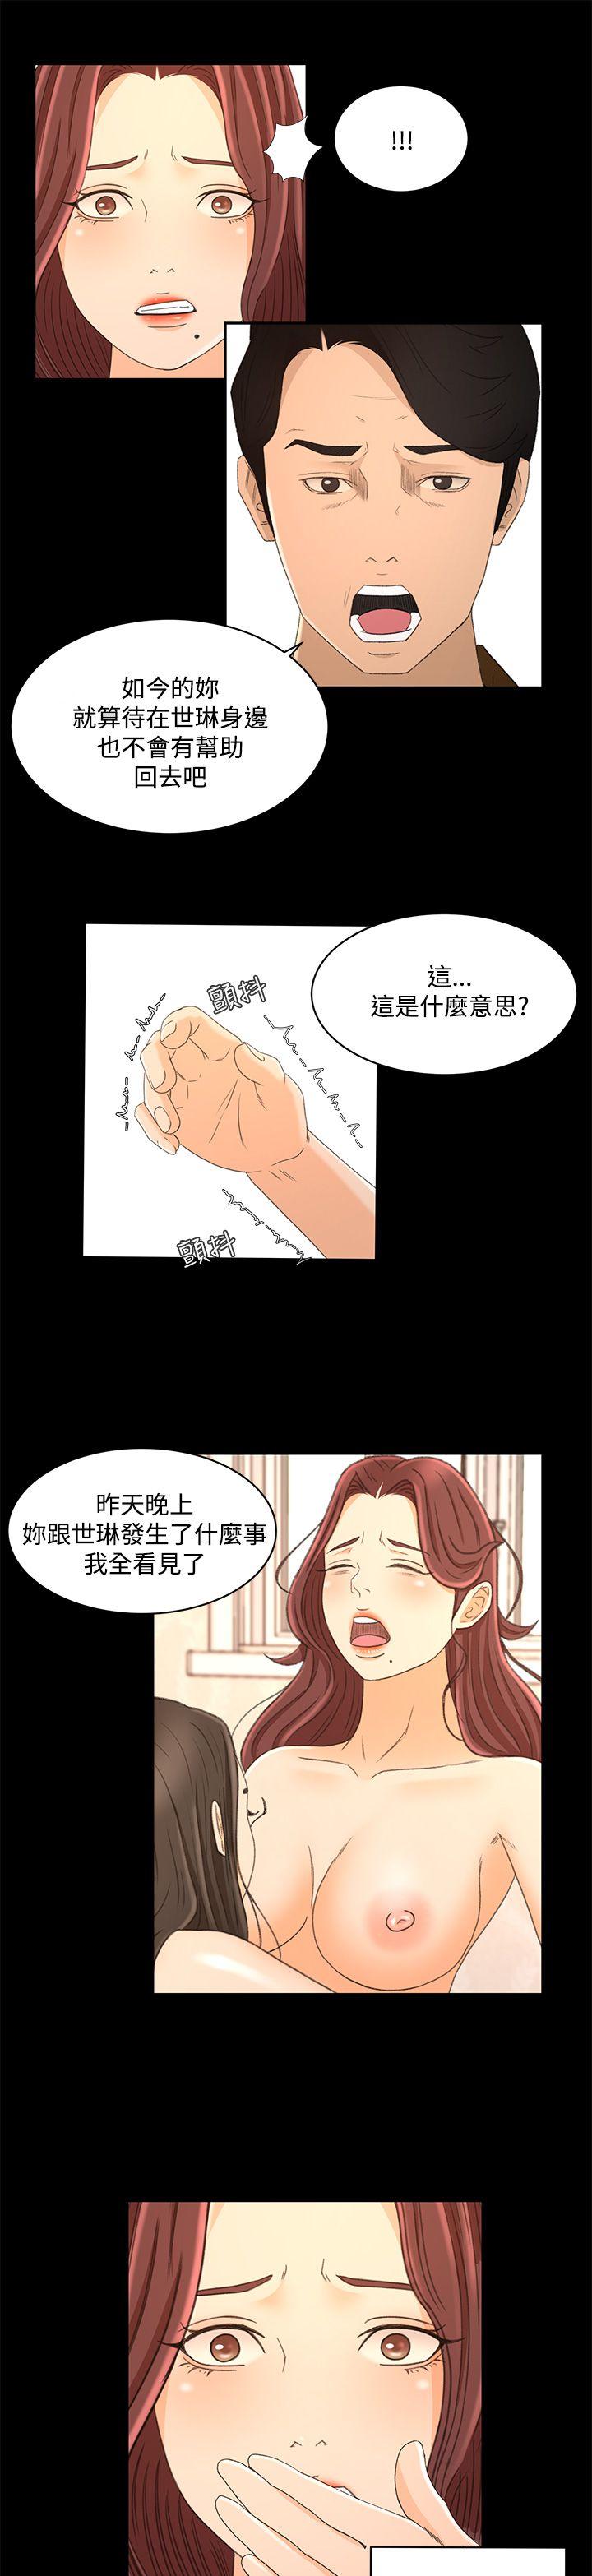 !!!
如今的妳
就算待在世琳身邊
也不會有幫助
回去吧
這...
這是什麼意思?
顫抖
顫抖
昨天晚上
妳跟世琳發生了什麼事
我全看見了